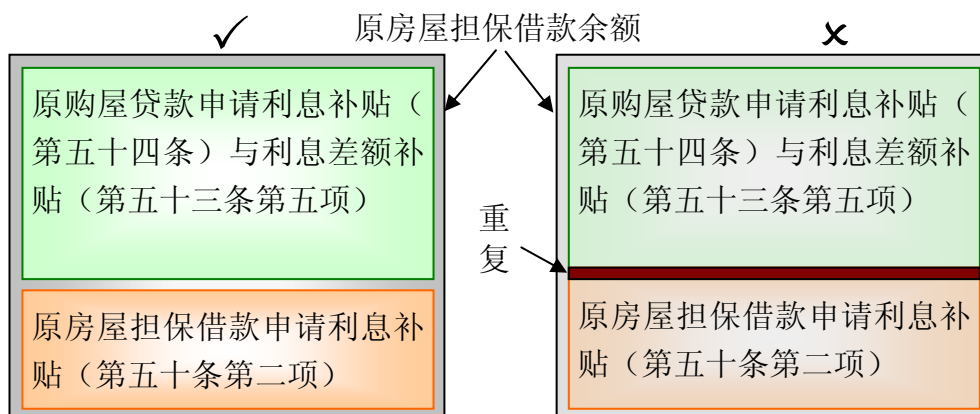 ✓
原房屋担保借款余额
×
原购屋贷款申请利息补贴（
第五十四条）与利息差额补
贴（第五十三条第五项）
原房屋担保借款申请利息补
贴（第五十条第二项）
重
复
原购屋贷款申请利息补贴（
第五十四条）与利息差额补
贴（第五十三条第五项）
原房屋担保借款申请利息补
贴（第五十条第二项）